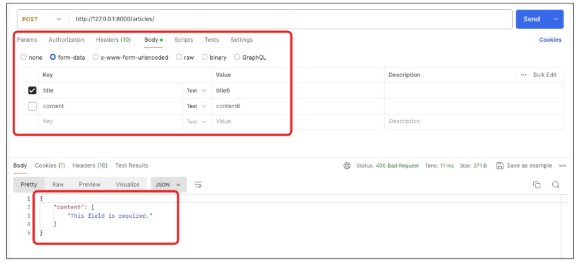 POST http://127.0.0.1:8000/articles/ Send
Params Authorization Headers (10) Body Scripts Tests Settings Cookies
none form-data x-www-form-urlencoded raw binary GraphQL
Key Value Description ••• Bulk Edit
title Text title6
content Text content6
Key Text Value Description
Body Cookies (1) Headers (10) Test Results Status: 400 Bad Request Time: 11 ms Size: 371 B Save as example •••
Pretty Raw Preview Visualize JSON
1 {
2 "content": [
3 "This field is required."
4 ]
5 }